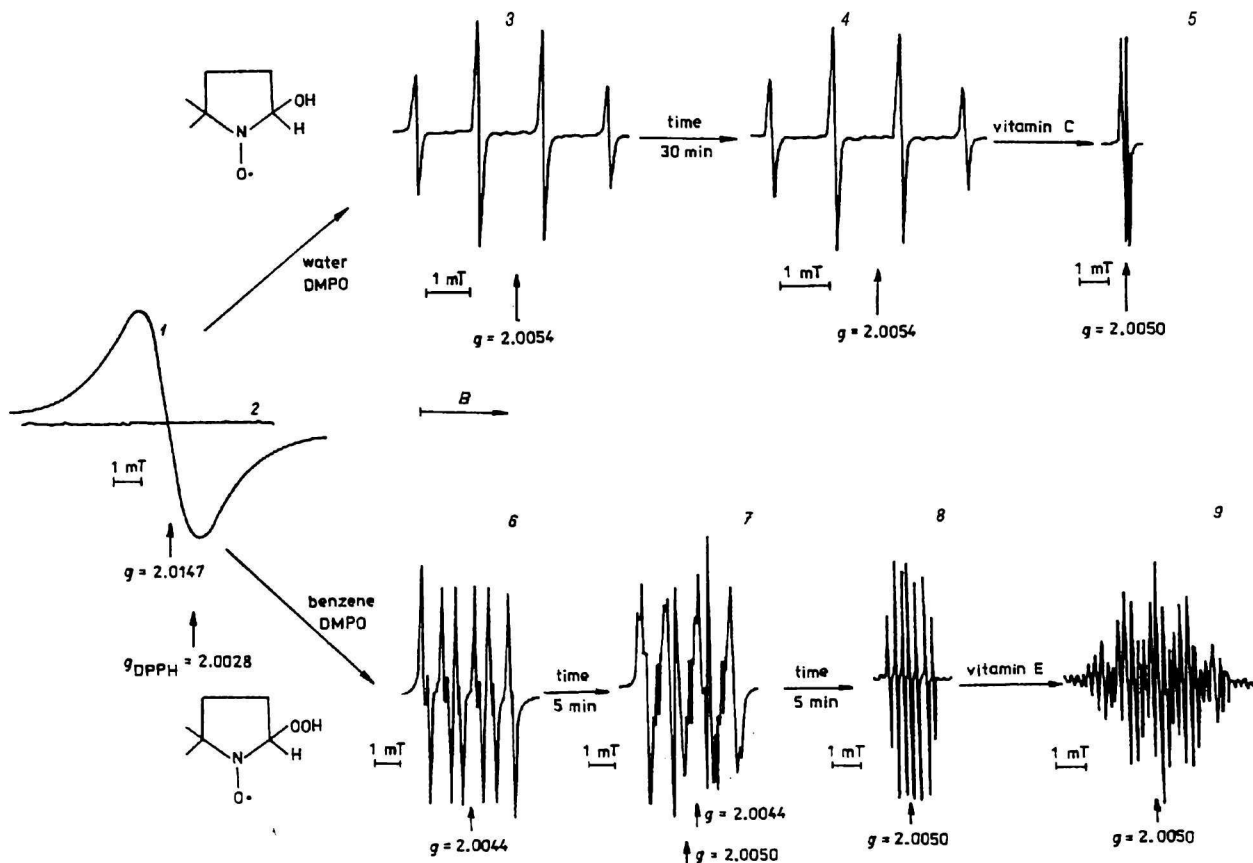 3
4
5
OH
N
H
O•
time
30 min
vitamin C
water
DMPO
1 mT
1 mT
1 mT
g = 2.0054
g = 2.0054
g = 2.0050
1
2
B
1 mT
g = 2.0147
gDPPH = 2.0028
6
7
8
9
benzene
DMPO
time
5 min
time
5 min
vitamin E
OOH
N
H
O•
1 mT
1 mT
1 mT
1 mT
g = 2.0044
g = 2.0044
g = 2.0050
g = 2.0050
g = 2.0050